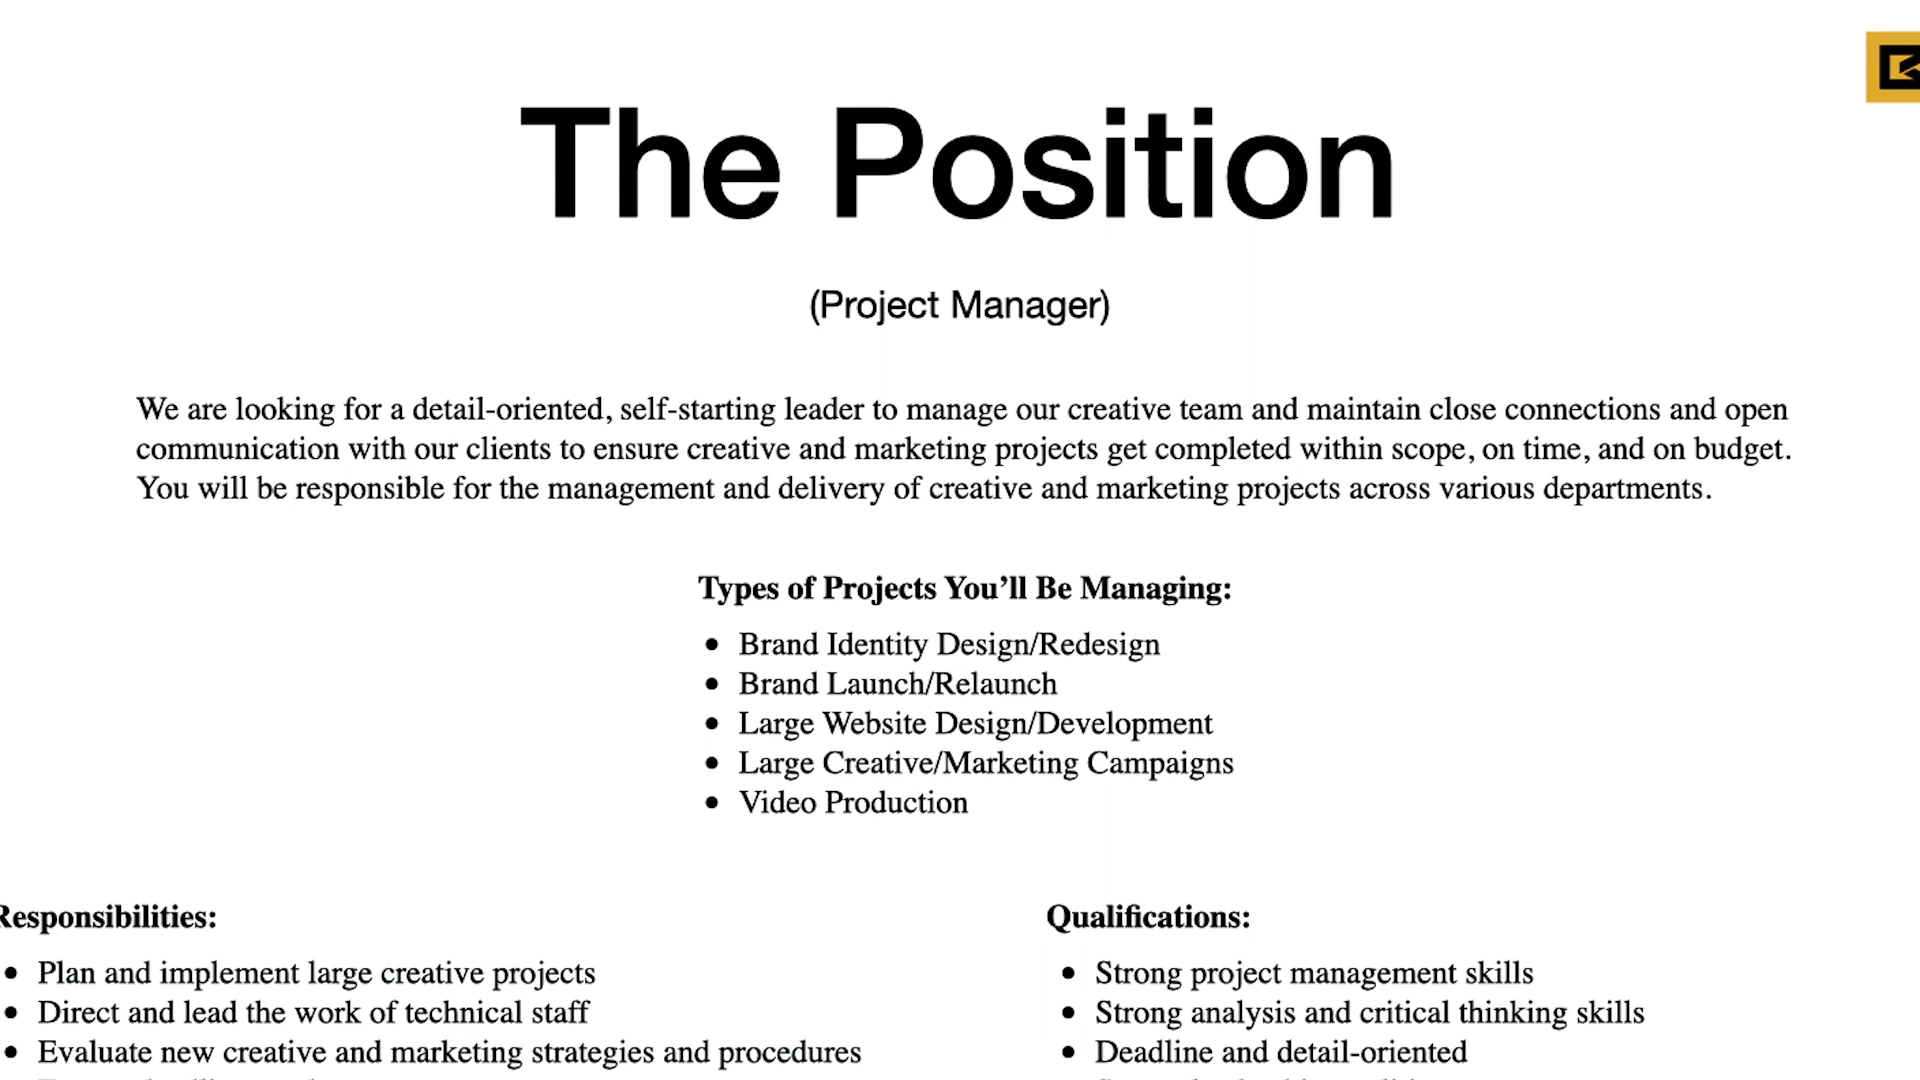 The Position
(Project Manager)
We are looking for a detail-oriented, self-starting leader to manage our creative team and maintain close connections and open
communication with our clients to ensure creative and marketing projects get completed within scope, on time, and on budget.
You will be responsible for the management and delivery of creative and marketing projects across various departments.
Types of Projects You’ll Be Managing:
• Brand Identity Design/Redesign
• Brand Launch/Relaunch
• Large Website Design/Development
• Large Creative/Marketing Campaigns
• Video Production
Responsibilities:
• Plan and implement large creative projects
• Direct and lead the work of technical staff
• Evaluate new creative and marketing strategies and procedures
Qualifications:
• Strong project management skills
• Strong analysis and critical thinking skills
• Deadline and detail-oriented